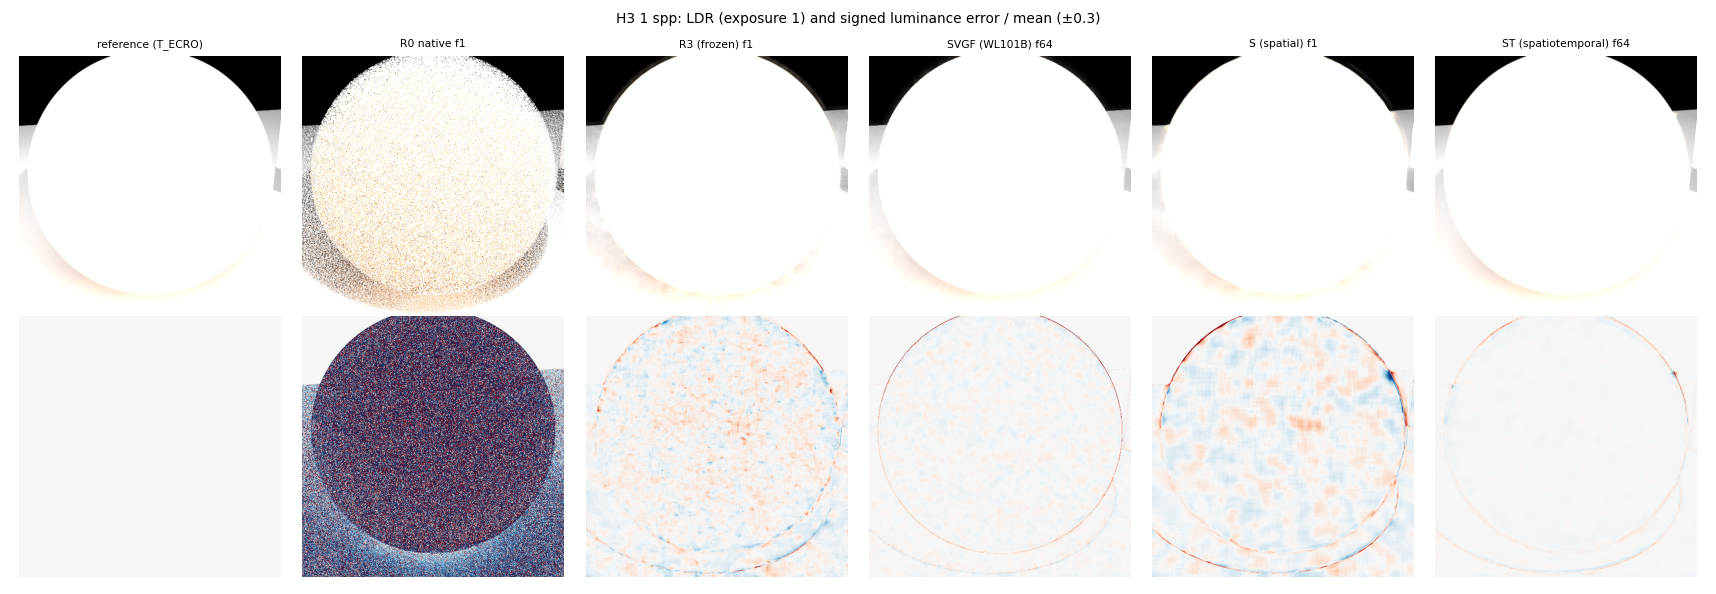 H3 1 spp: LDR (exposure 1) and signed luminance error / mean (±0.3)
reference (T_ECRO)
R0 native f1
R3 (frozen) f1
SVGF (WL101B) f64
S (spatial) f1
ST (spatiotemporal) f64